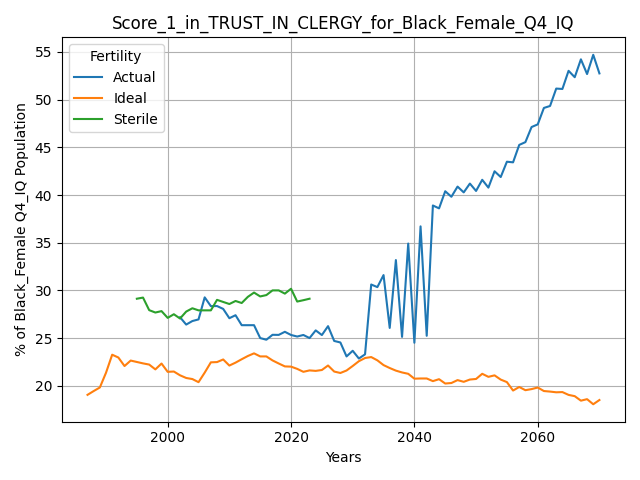 Score_1_in_TRUST_IN_CLERGY_for_Black_Female_Q4_IQ
Fertility
Actual
Ideal
Sterile
% of Black_Female Q4_IQ Population
55
50
45
40
35
30
25
20
2000
2020
2040
2060
Years